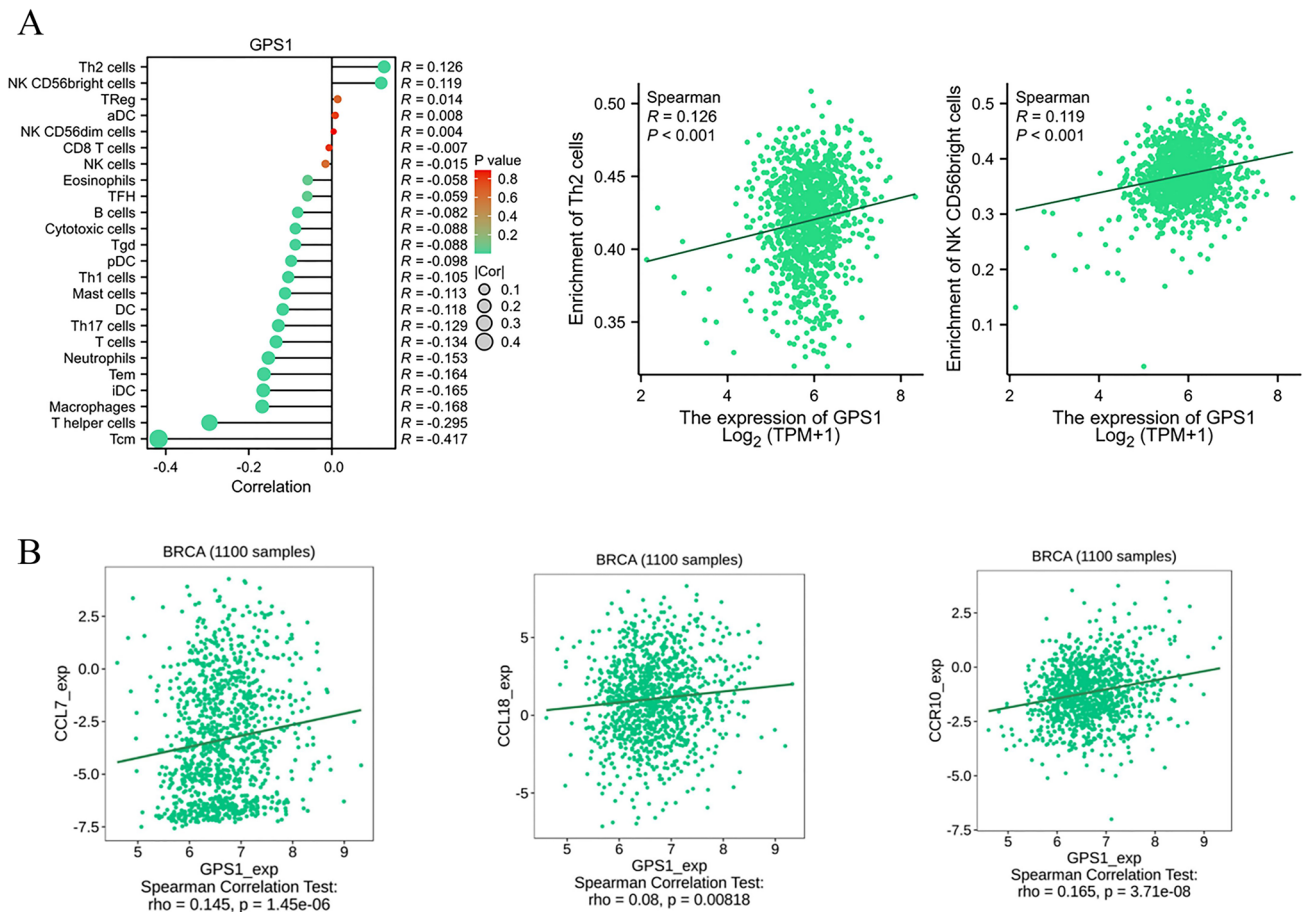 A
GPS1
Th2 cells
NK CD56bright cells
TReg
aDC
NK CD56dim cells
CD8 T cells
NK cells
Eosinophils
TFH
B cells
Cytotoxic cells
Tgd
pDC
Th1 cells
Mast cells
DC
Th17 cells
T cells
Neutrophils
Tem
iDC
Macrophages
T helper cells
Tcm
R = 0.126
R = 0.119
R = 0.014
R = 0.008
R = 0.004
R = -0.007
R = -0.015
R = -0.058
R = -0.059
R = -0.082
R = -0.088
R = -0.088
R = -0.098
R = -0.105
R = -0.113
R = -0.118
R = -0.129
R = -0.134
R = -0.153
R = -0.164
R = -0.165
R = -0.168
R = -0.295
R = -0.417
-0.4 -0.2 0.0
Correlation
P value
0.8
0.6
0.4
0.2
|Cor|
0.1
0.2
0.3
0.4
Enrichment of Th2 cells
0.50
0.45
0.40
0.35
Spearman
R = 0.126
P < 0.001
2 4 6 8
The expression of GPS1
Log2 (TPM+1)
Enrichment of NK CD56bright cells
0.5
0.4
0.3
0.2
0.1
Spearman
R = 0.119
P < 0.001
2 4 6 8
The expression of GPS1
Log2 (TPM+1)
B
BRCA (1100 samples)
CCL7_exp
2.5
0.0
-2.5
-5.0
-7.5
5 6 7 8 9
GPS1_exp
Spearman Correlation Test:
rho = 0.145, p = 1.45e-06
BRCA (1100 samples)
CCL18_exp
5
0
-5
5 6 7 8 9
GPS1_exp
Spearman Correlation Test:
rho = 0.08, p = 0.00818
BRCA (1100 samples)
CCR10_exp
2.5
0.0
-2.5
-5.0
-7.5
5 6 7 8 9
GPS1_exp
Spearman Correlation Test:
rho = 0.165, p = 3.71e-08